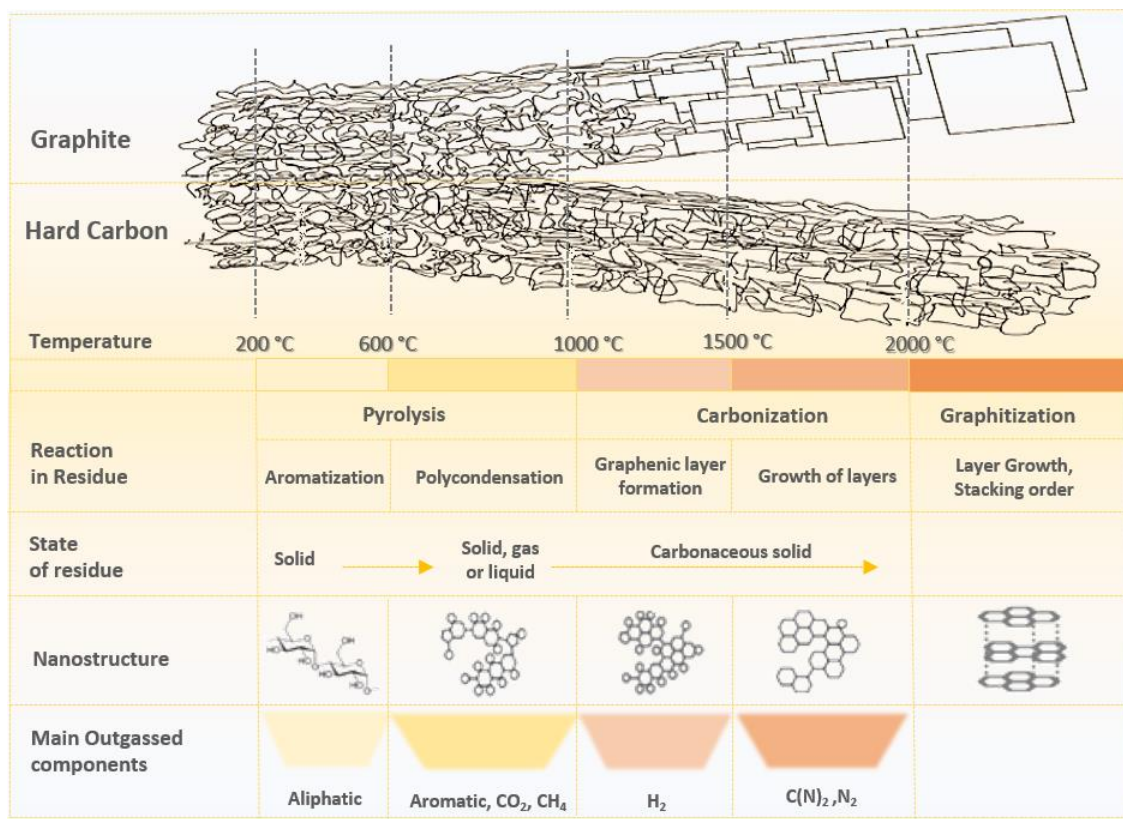 Graphite
Hard Carbon
Temperature
200 °C
600 °C
1000 °C
1500 °C
2000 °C
Pyrolysis
Carbonization
Graphitization
Reaction
in Residue
Aromatization
Polycondensation
Graphenic layer
formation
Growth of layers
Layer Growth,
Stacking order
State
of residue
Solid
Solid, gas
or liquid
Carbonaceous solid
Nanostructure
Main Outgassed
components
Aliphatic
Aromatic, CO₂, CH₄
H₂
C(N)₂ ,N₂